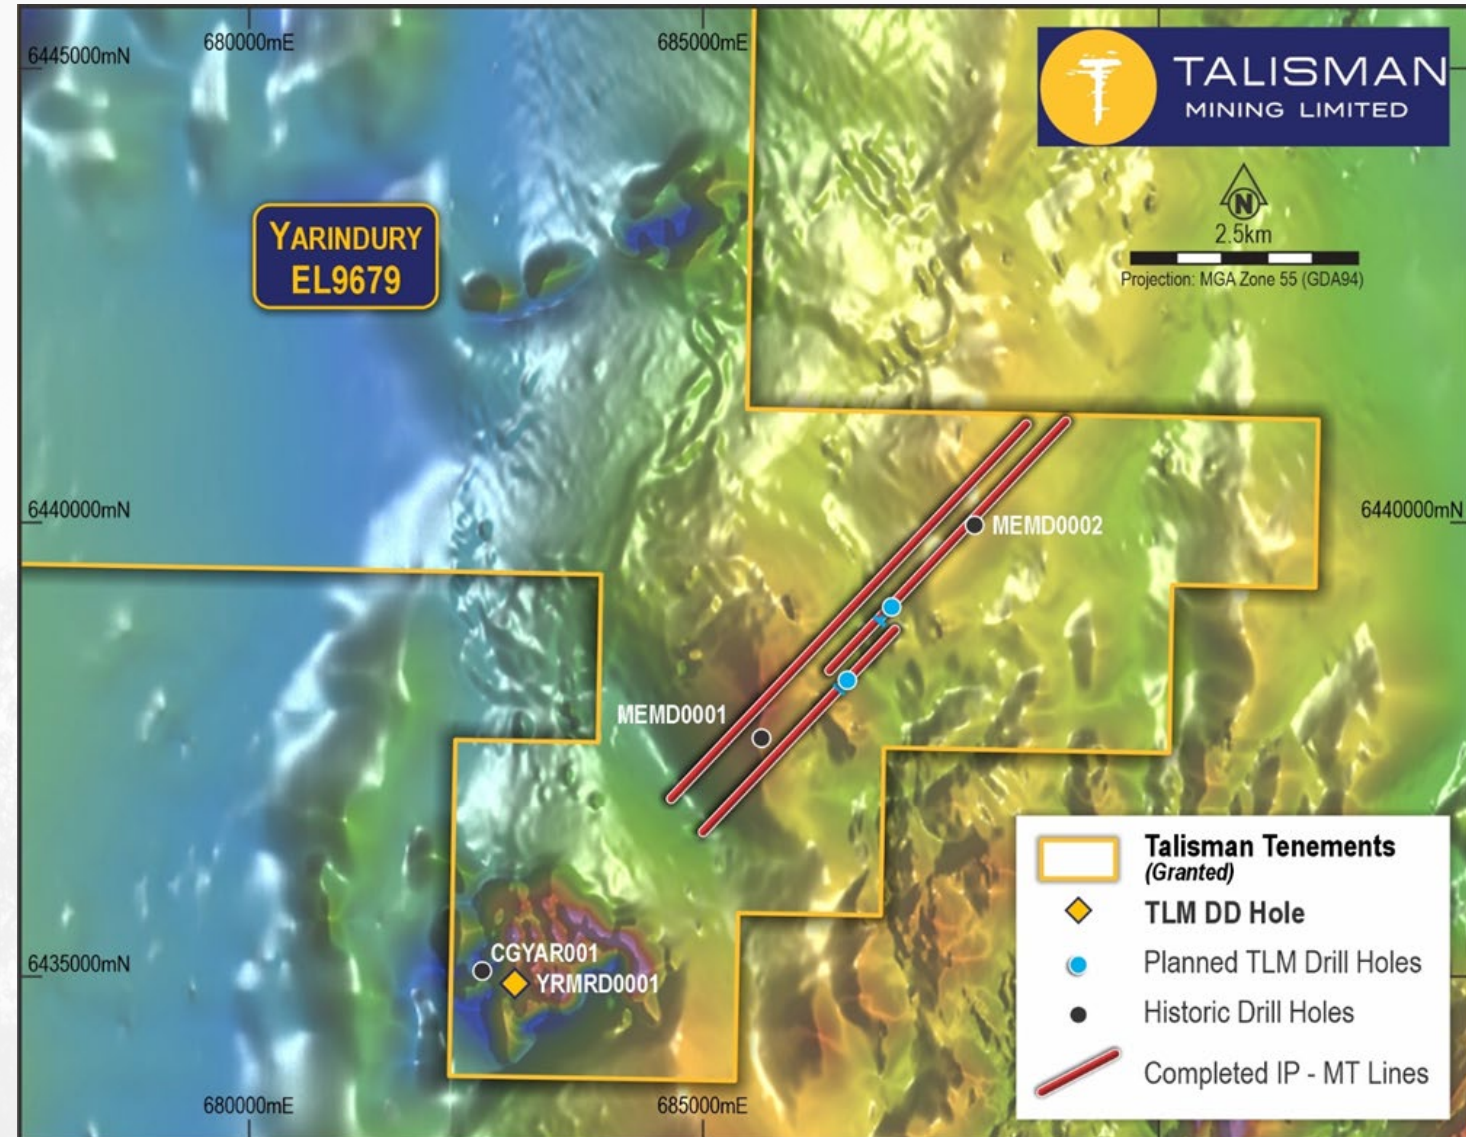 680000mE
685000mE
6445000mN
TALISMAN
MINING LIMITED
N
2.5km
Projection: MGA Zone 55 (GDA94)
YARINDURY
EL9679
6440000mN
6440000mN
MEMD0002
MEMD0001
CGYAR001
YRMRD0001
6435000mN
680000mE
685000mE
Talisman Tenements
(Granted)
TLM DD Hole
Planned TLM Drill Holes
Historic Drill Holes
Completed IP - MT Lines